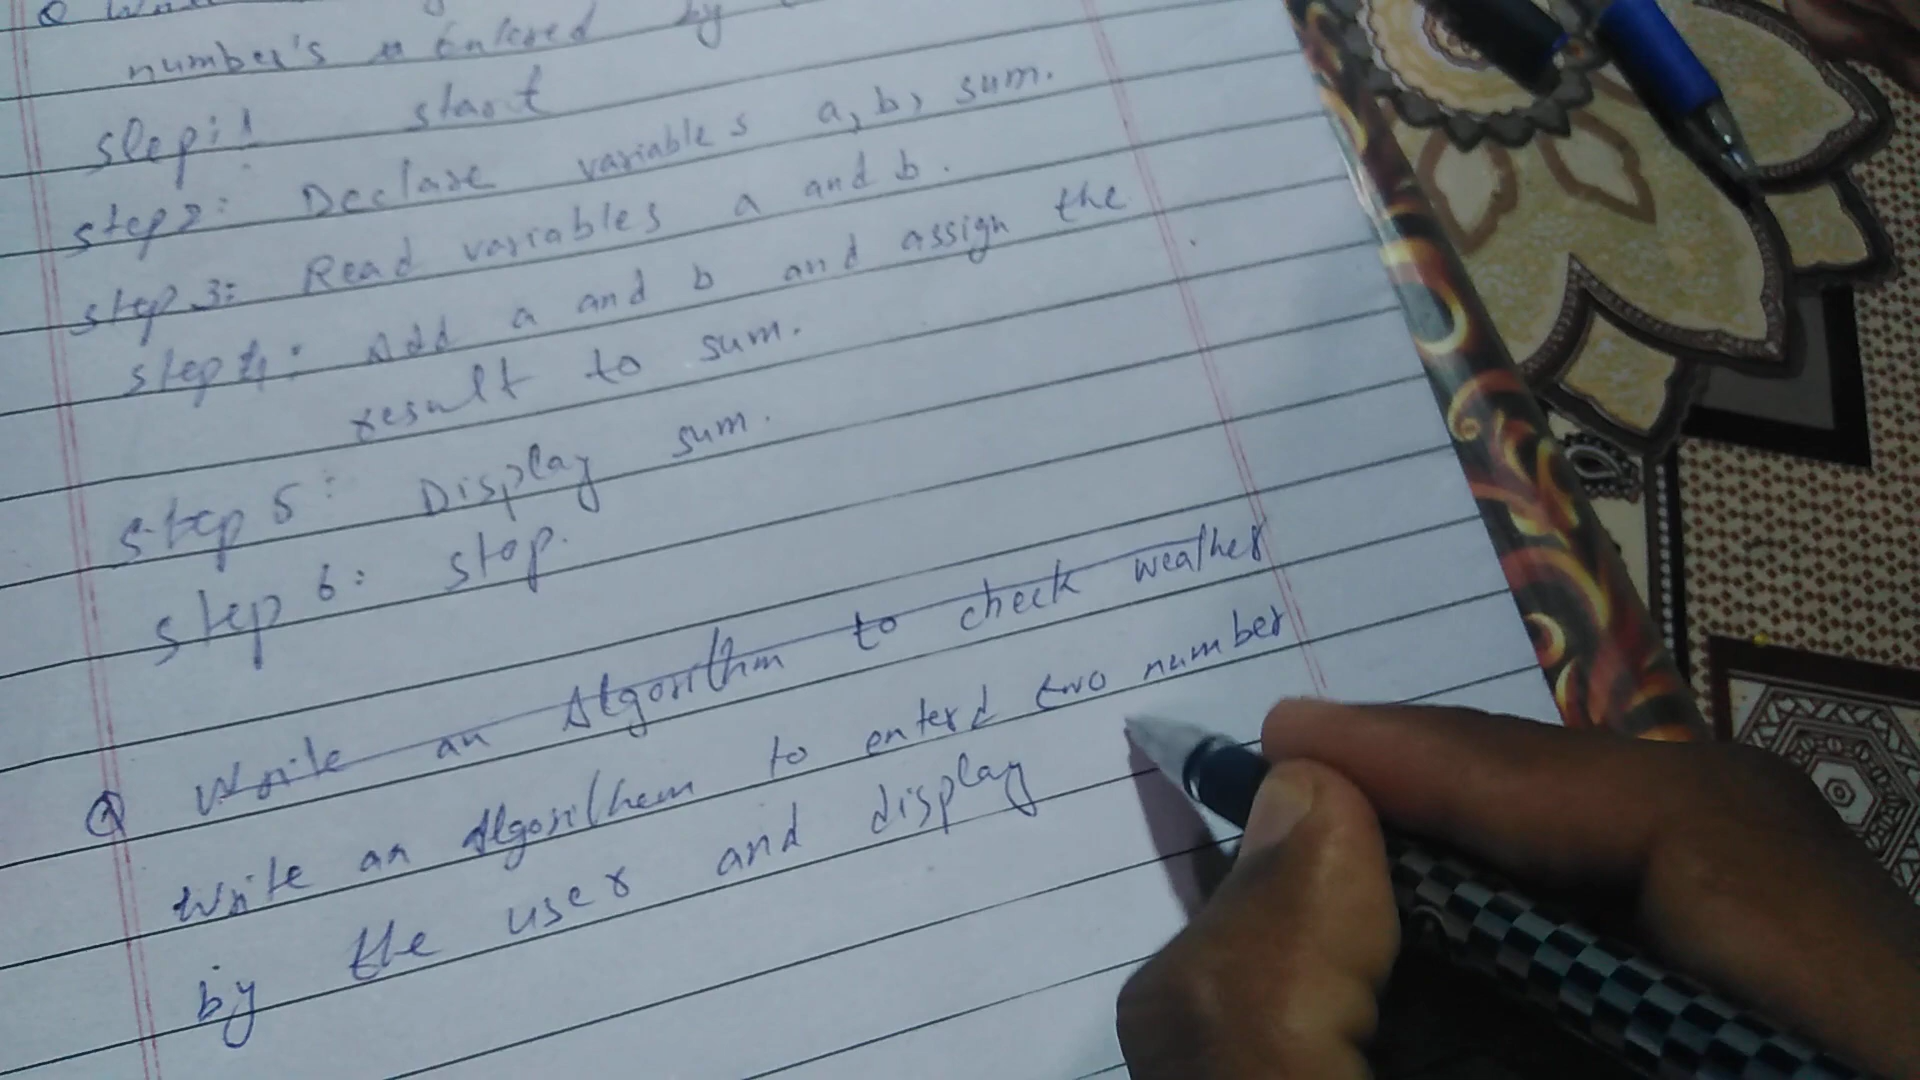 number's Entered by
step:1 start
step2: Declare variables a, b, sum.
step 3: Read variables a and b.
step 4: Add a and b and assign the
result to sum.
step 5: Display sum.
step 6: stop.
Q Write an Algorithm to check weather
Write an Algorithem to enterd two number
by the user and display